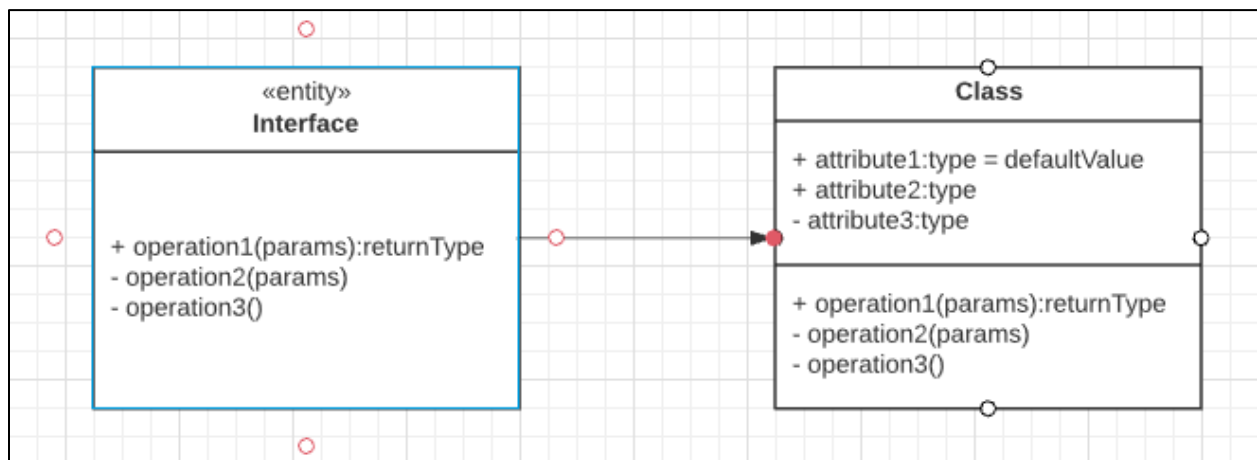 «entity»
Interface
+ operation1(params):returnType
- operation2(params)
- operation3()
Class
+ attribute1:type = defaultValue
+ attribute2:type
- attribute3:type
+ operation1(params):returnType
- operation2(params)
- operation3()